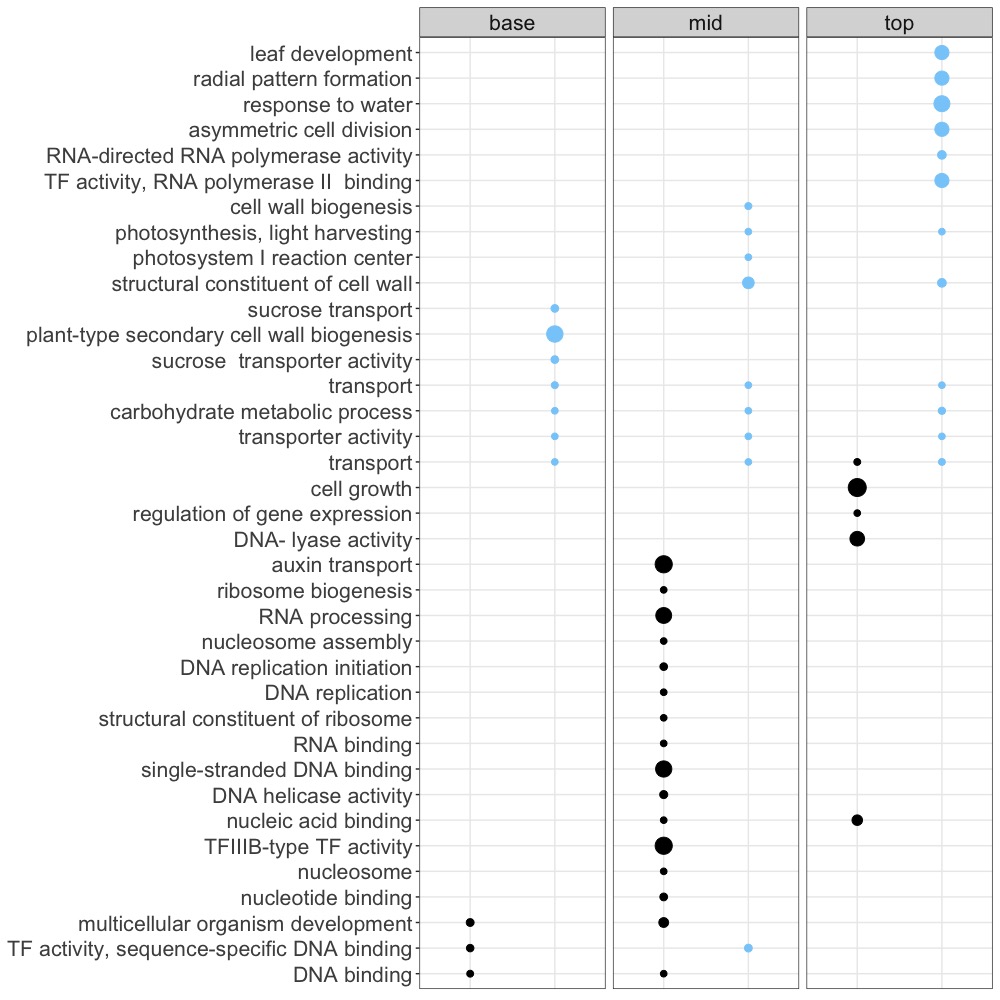 base mid top
leaf development
radial pattern formation
response to water
asymmetric cell division
RNA-directed RNA polymerase activity
TF activity, RNA polymerase II  binding
cell wall biogenesis
photosynthesis, light harvesting
photosystem I reaction center
structural constituent of cell wall
sucrose transport
plant-type secondary cell wall biogenesis
sucrose  transporter activity
transport
carbohydrate metabolic process
transporter activity
transport
cell growth
regulation of gene expression
DNA- lyase activity
auxin transport
ribosome biogenesis
RNA processing
nucleosome assembly
DNA replication initiation
DNA replication
structural constituent of ribosome
RNA binding
single-stranded DNA binding
DNA helicase activity
nucleic acid binding
TFIIIB-type TF activity
nucleosome
nucleotide binding
multicellular organism development
TF activity, sequence-specific DNA binding
DNA binding